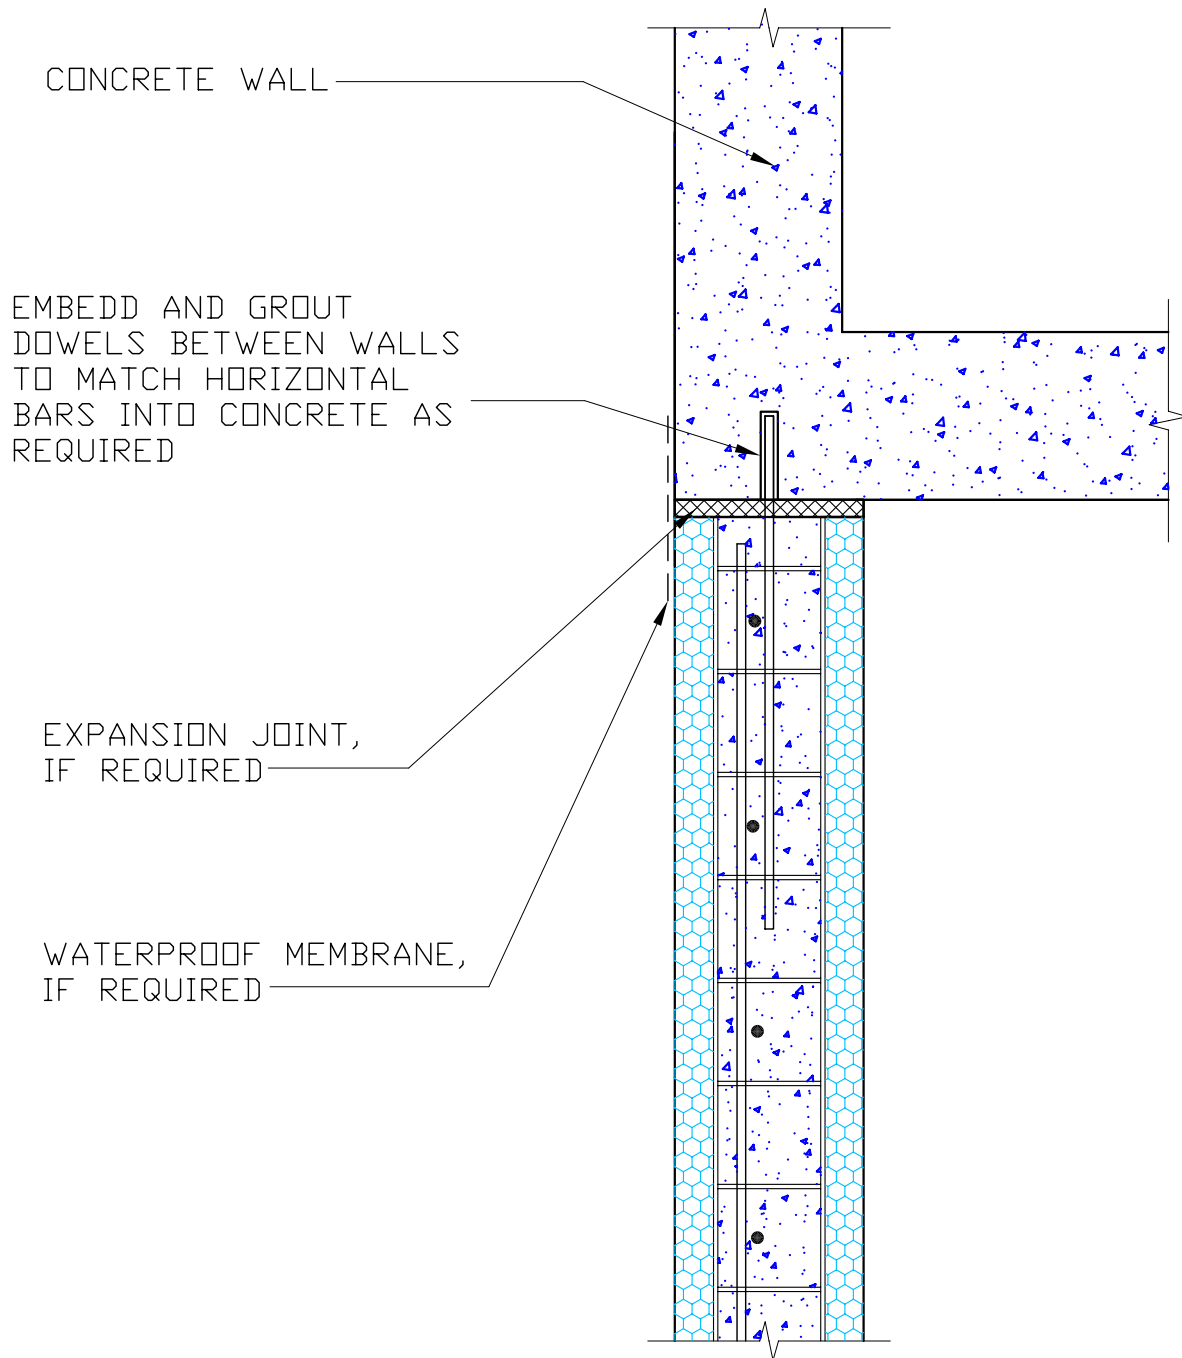 CONCRETE WALL
EMBEDD AND GROUT
DOWELS BETWEEN WALLS
TO MATCH HORIZONTAL
BARS INTO CONCRETE AS
REQUIRED
EXPANSION JOINT,
IF REQUIRED
WATERPROOF MEMBRANE,
IF REQUIRED